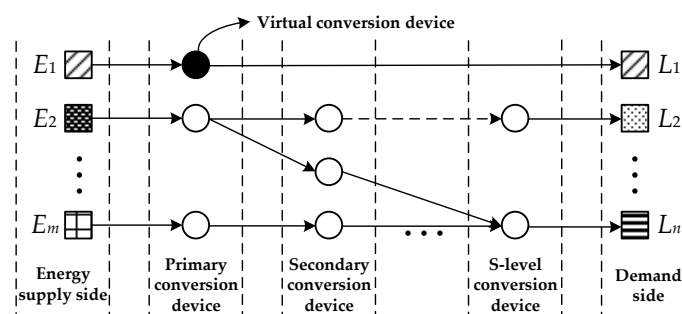 Virtual conversion device
E1
L1
E2
L2
Em
Ln
Energy
supply side
Primary
conversion
device
Secondary
conversion
device
S-level
conversion
device
Demand
side